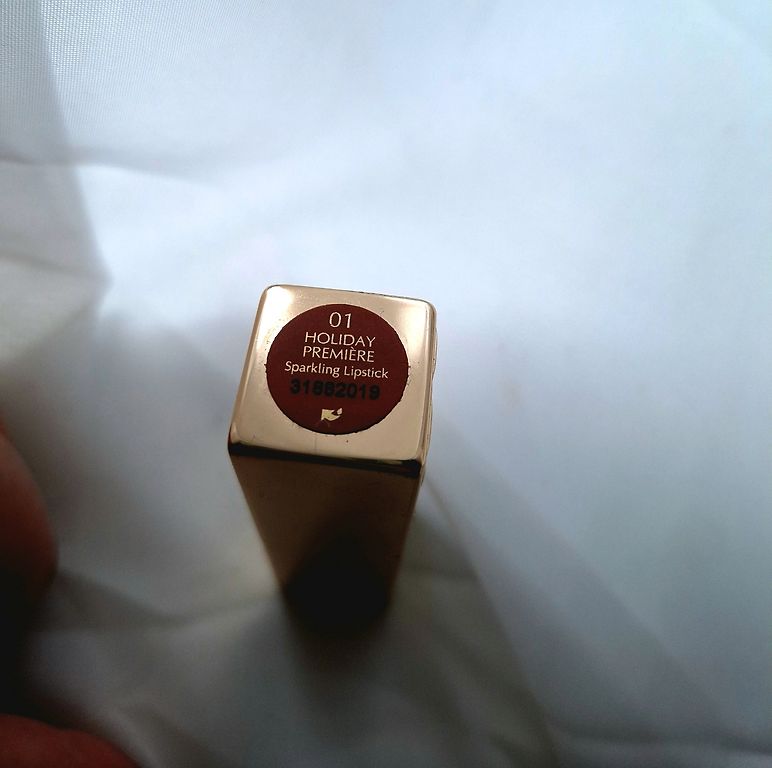 01
HOLIDAY
PREMIÈRE
Sparkling Lipstick
31882019